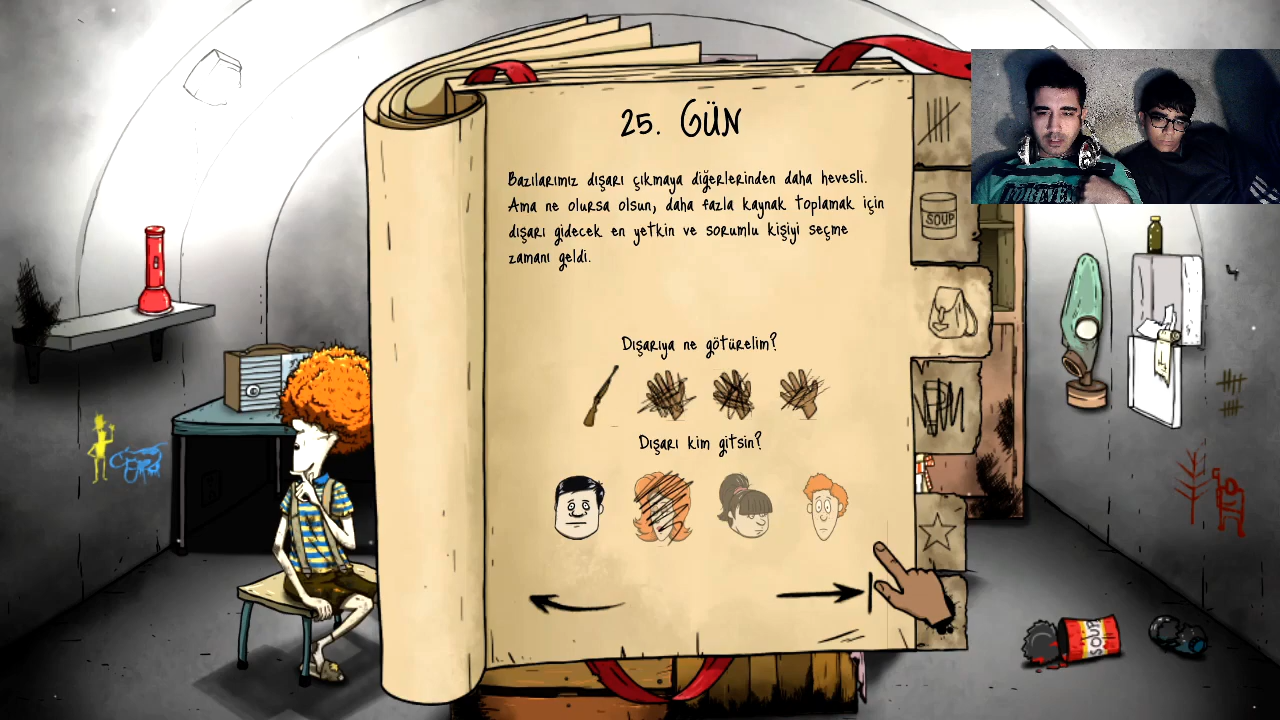 25. GÜN
Bazılarımız dışarı çıkmaya diğerlerinden daha hevesli.
Ama ne olursa olsun, daha fazla kaynak toplamak için
dışarı gidecek en yetkin ve sorumlu kişiyi seçme
zamanı geldi.
Dışarıya ne götürelim?
Dışarı kim gitsin?
SOUP
SOUP
FOREVER